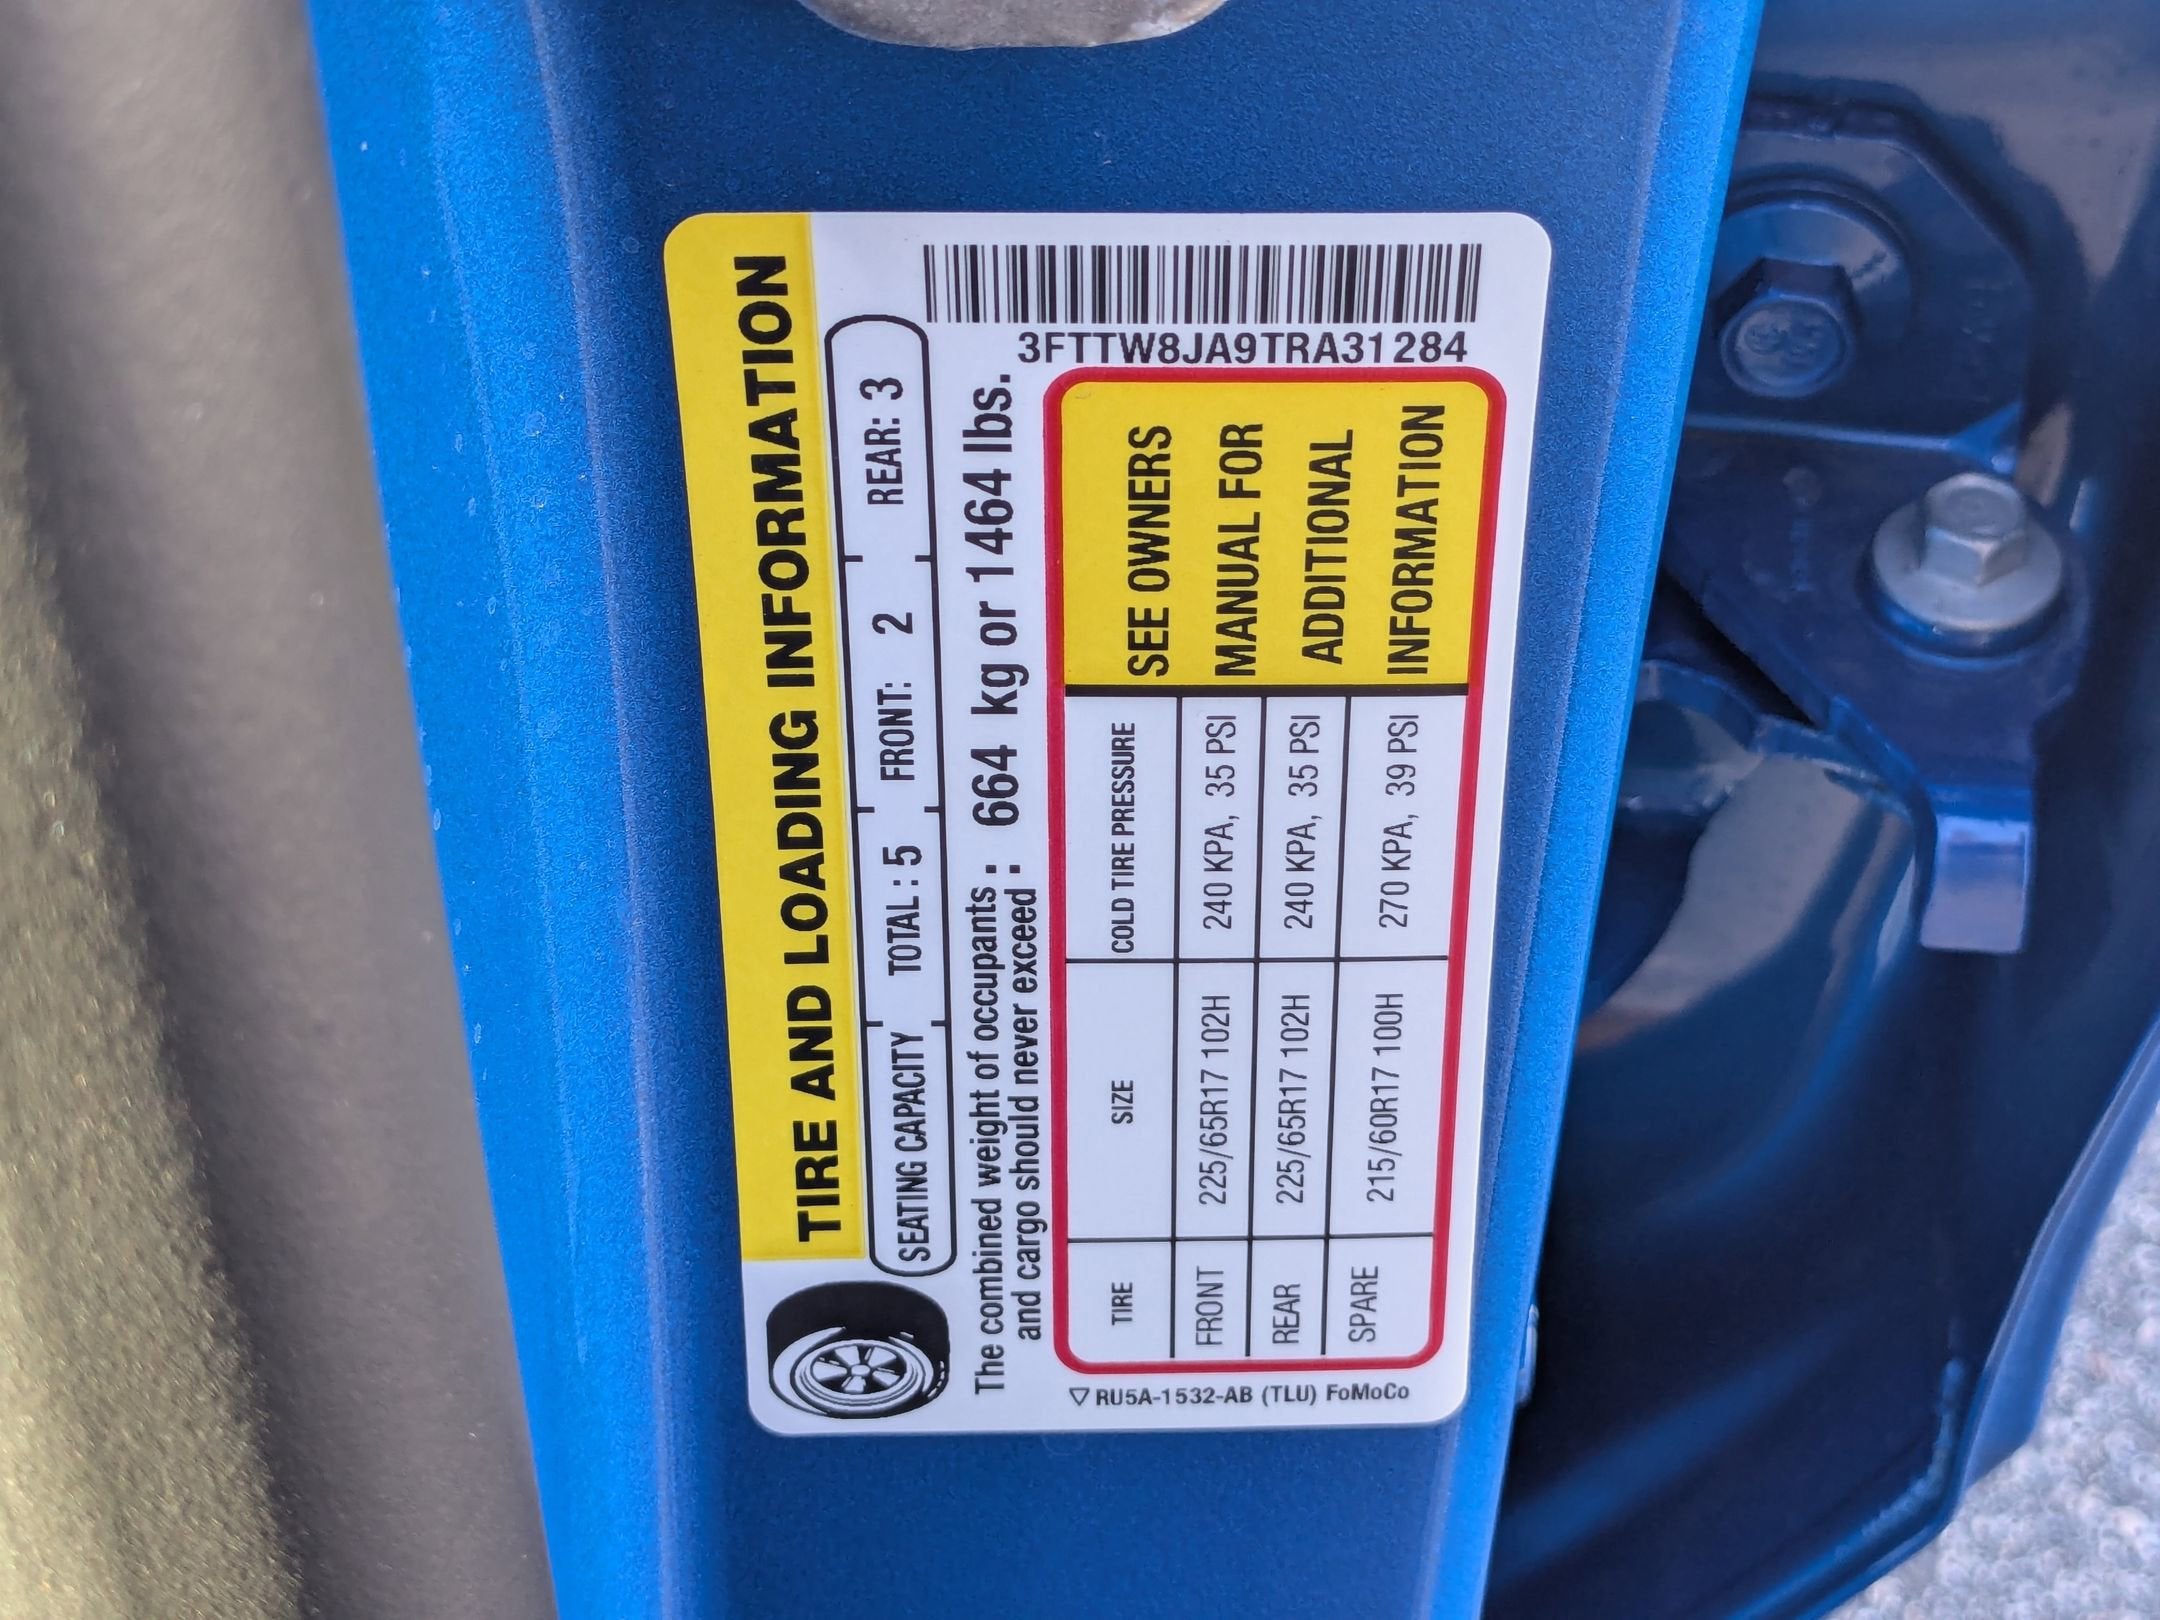 TIRE AND LOADING INFORMATION
SEATING CAPACITY TOTAL : 5 FRONT: 2 REAR: 3
The combined weight of occupants and cargo should never exceed : 664 kg or 1464 lbs.
3FTTW8JA9TRA31284
TIRE SIZE COLD TIRE PRESSURE
FRONT 225/65R17 102H 240 KPA, 35 PSI
REAR 225/65R17 102H 240 KPA, 35 PSI
SPARE 215/60R17 100H 270 KPA, 39 PSI
SEE OWNERS
MANUAL FOR
ADDITIONAL
INFORMATION
RU5A-1532-AB (TLU) FoMoCo